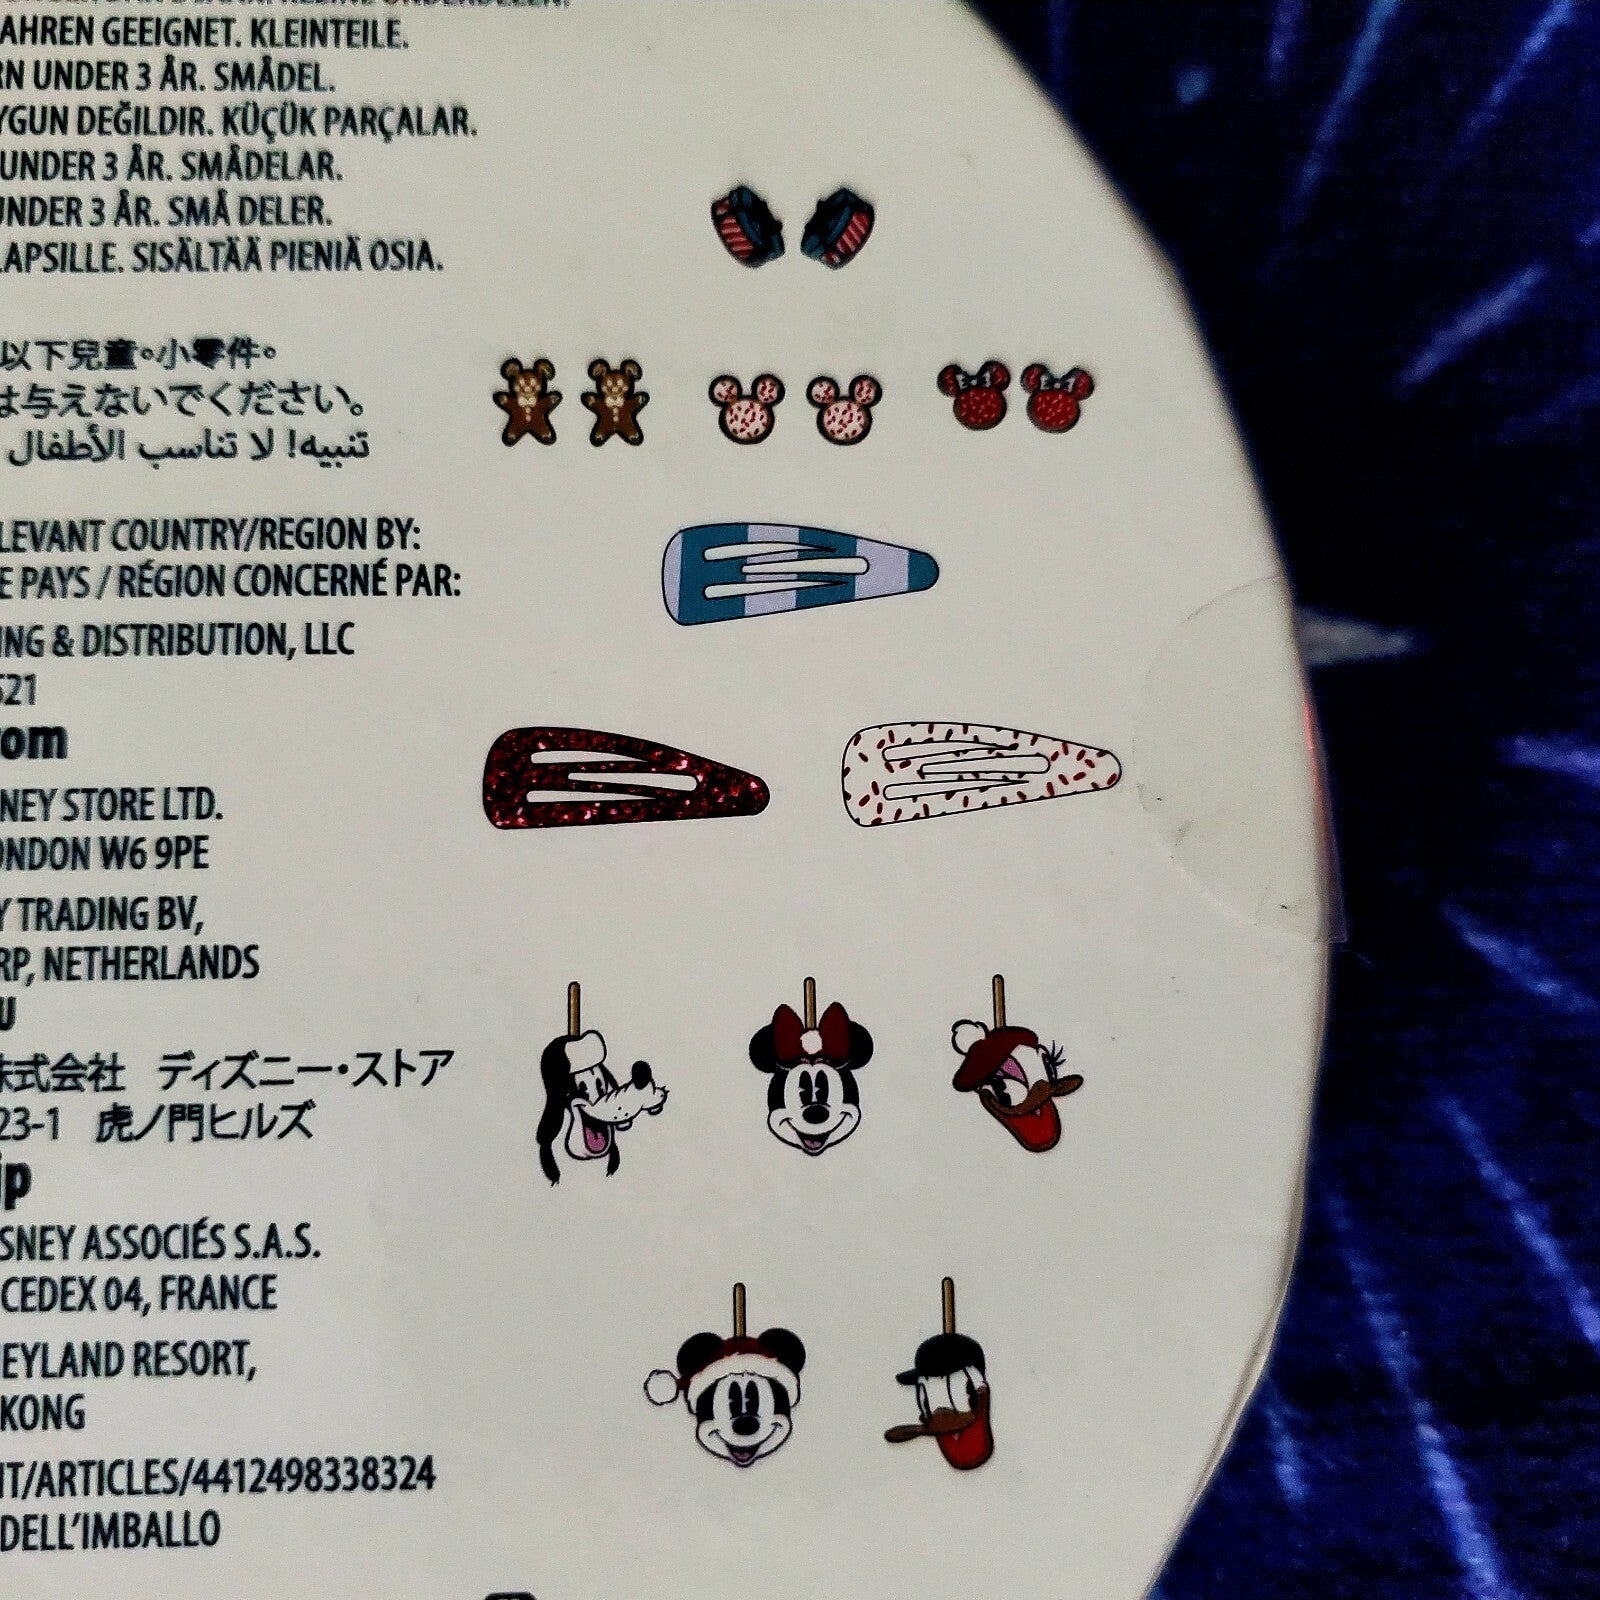 AHREN GEEIGNET. KLEINTEILE.
RN UNDER 3 ÅR. SMÅDEL.
YGUN DEĞILDIR. KÜÇÜK PARÇALAR.
UNDER 3 ÅR. SMÅDELAR.
UNDER 3 ÅR. SMÅ DELER.
LAPSILLE. SISÄLTÄÄ PIENIÄ OSIA.
以下兒童。小零件。
は与えないでください。
تنبيه! لا تناسب الأطفال
LEVANT COUNTRY/REGION BY:
E PAYS / RÉGION CONCERNÉ PAR:
ING & DISTRIBUTION, LLC
521
om
NEY STORE LTD.
ONDON W6 9PE
Y TRADING BV,
RP, NETHERLANDS
U
株式会社 ディズニー・ストア
23-1 虎ノ門ヒルズ
jp
SNEY ASSOCIÉS S.A.S.
CEDEX 04, FRANCE
EYLAND RESORT,
KONG
NT/ARTICLES/4412498338324
DELL'IMBALLO